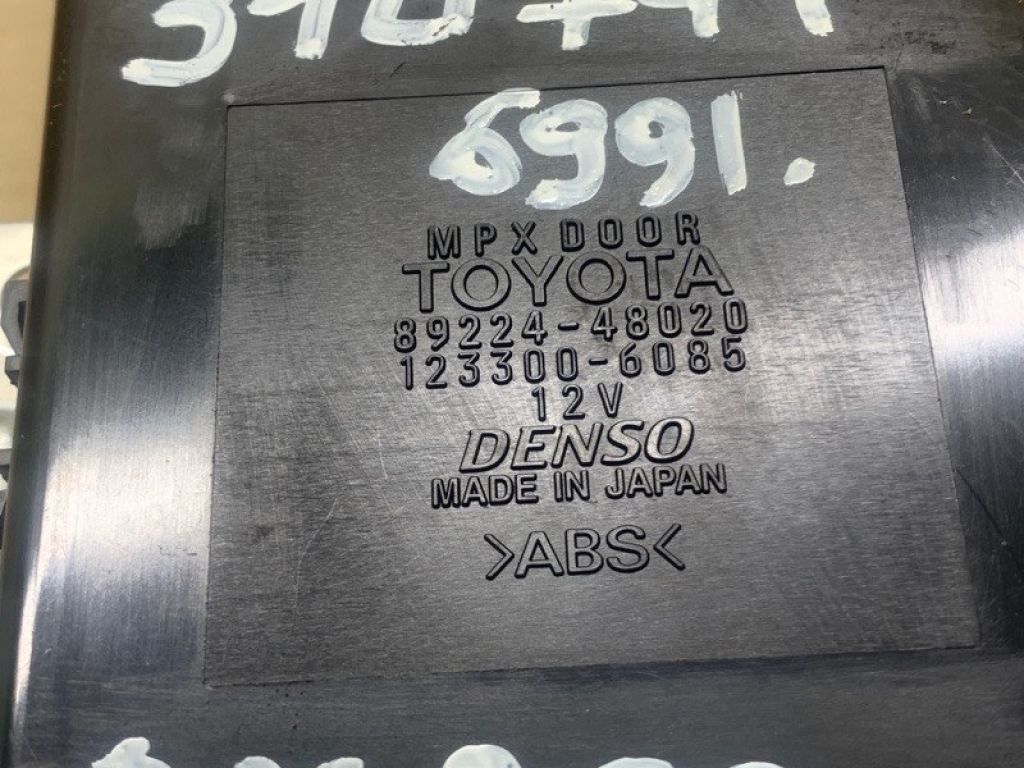 6991.
MPX DOOR
TOYOTA
89224-48020
123300-6085
12V
DENSO
MADE IN JAPAN
>ABS<